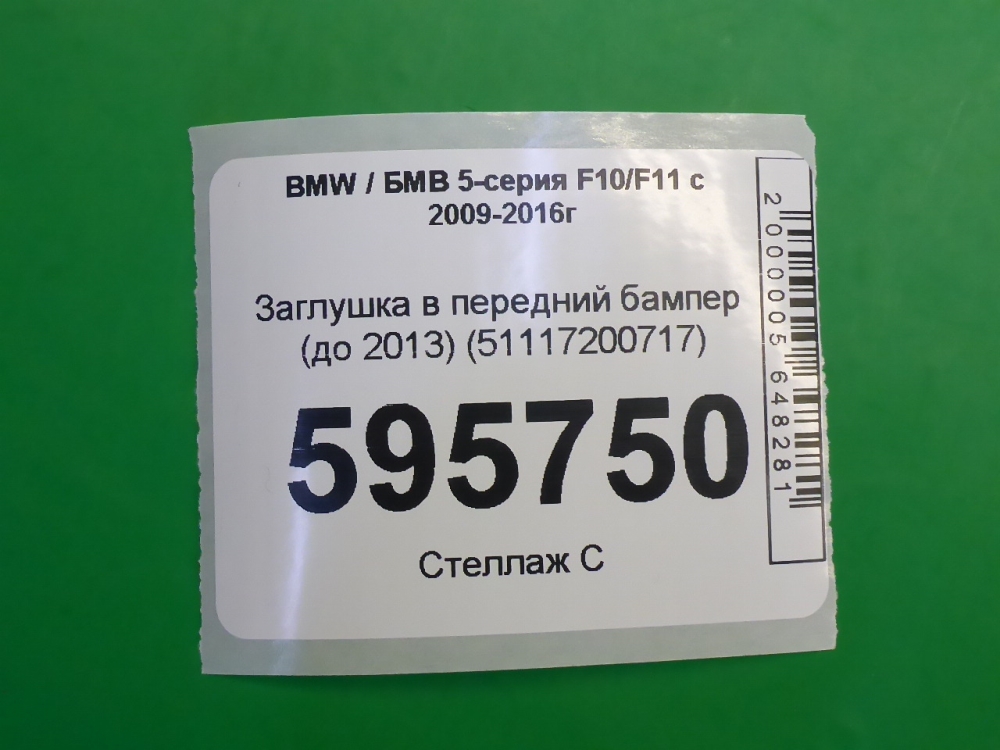 BMW / БМВ 5-серия F10/F11 с
2009-2016г
Заглушка в передний бампер
(до 2013) (51117200717)
595750
Стеллаж С
2000005648281